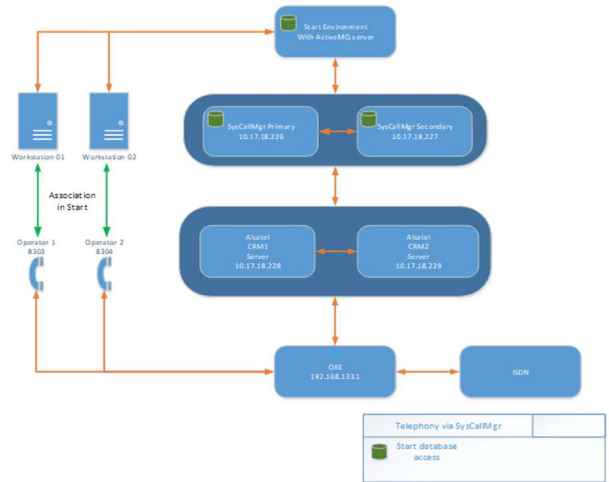 Start Environment
With ActiveMQ server
SysCallMgr Primary
10.17.18.226
SysCallMgr Secondary
10.17.18.227
Workstation 01
Workstation 02
Association
in Start
Operator 1
8303
Operator 2
8304
Alcatel
CRM1
Server
10.17.18.228
Alcatel
CRM2
Server
10.17.18.229
OXE
192.168.133.1
ISDN
Telephony via SysCallMgr
Start database
access